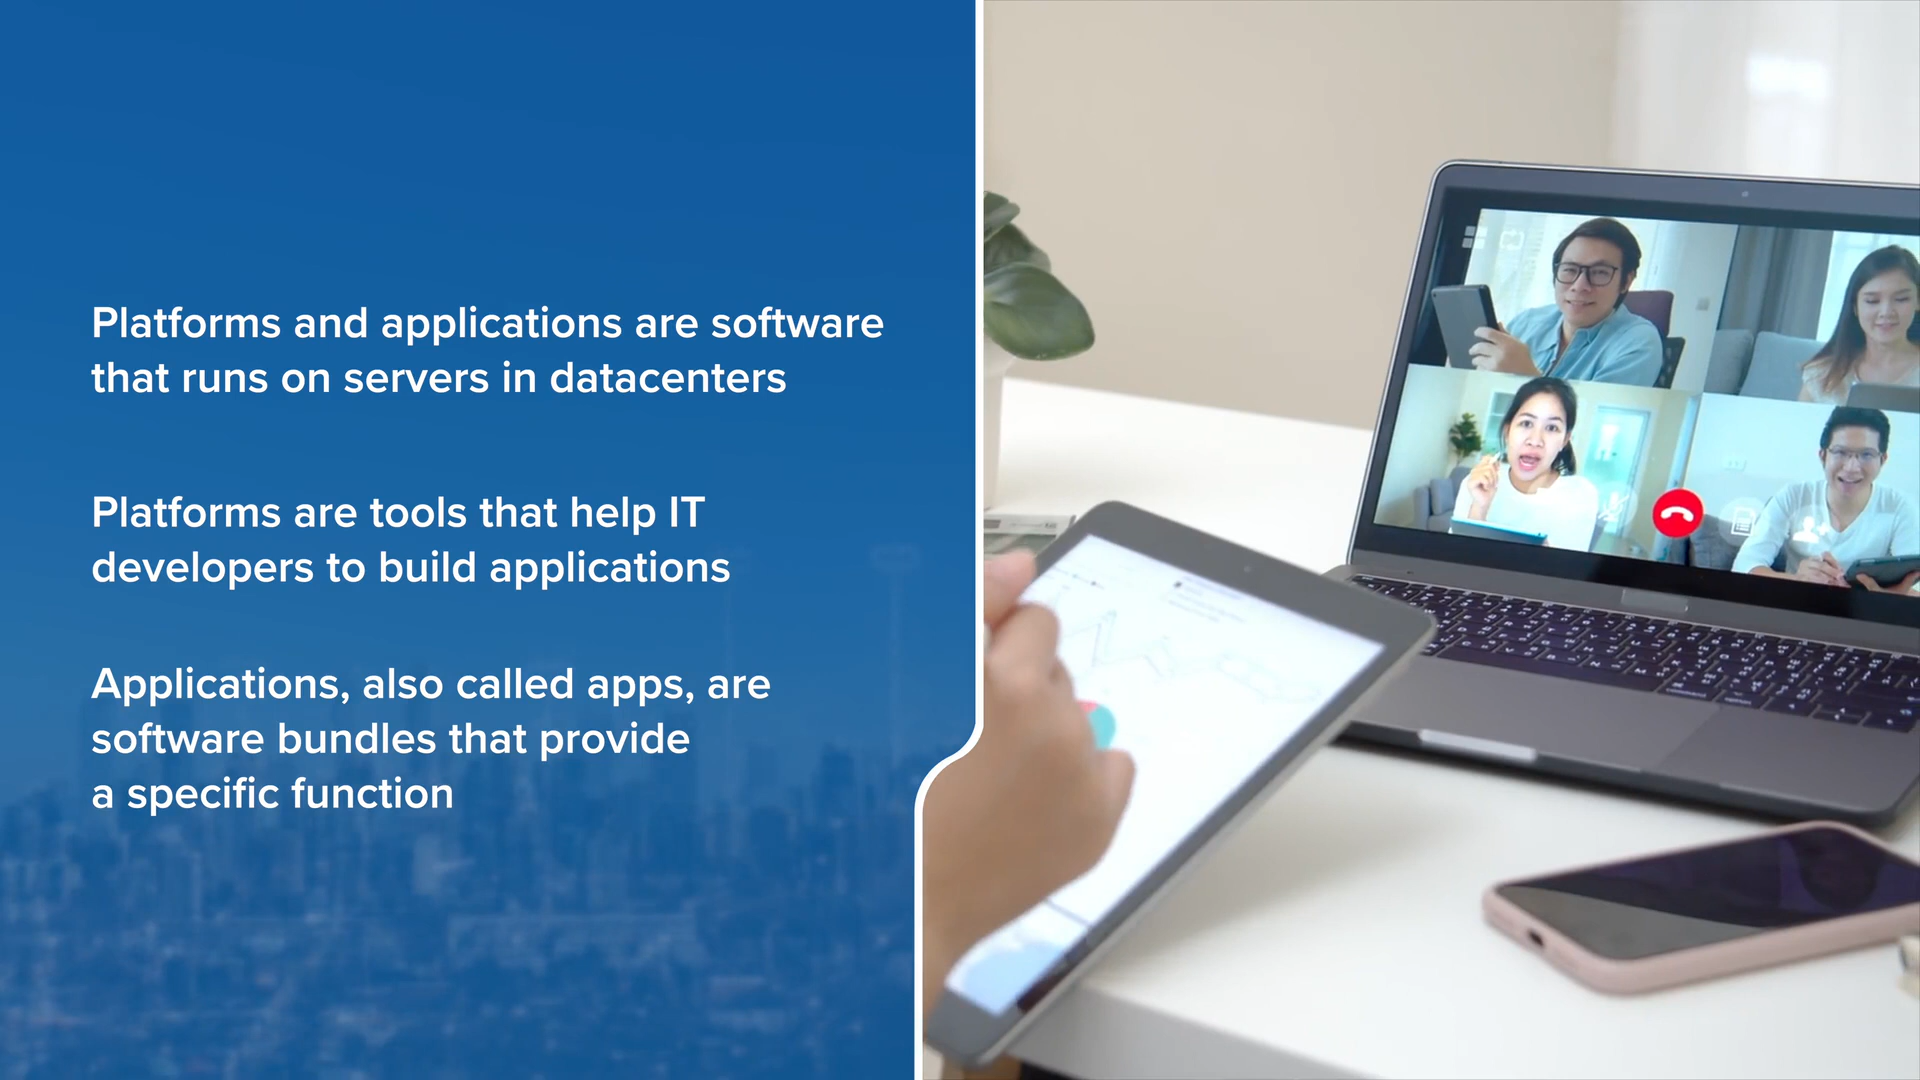 Platforms and applications are software
that runs on servers in datacenters
Platforms are tools that help IT
developers to build applications
Applications, also called apps, are
software bundles that provide
a specific function